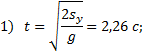 1) t = √(2s_y/g) = 2,26 с;